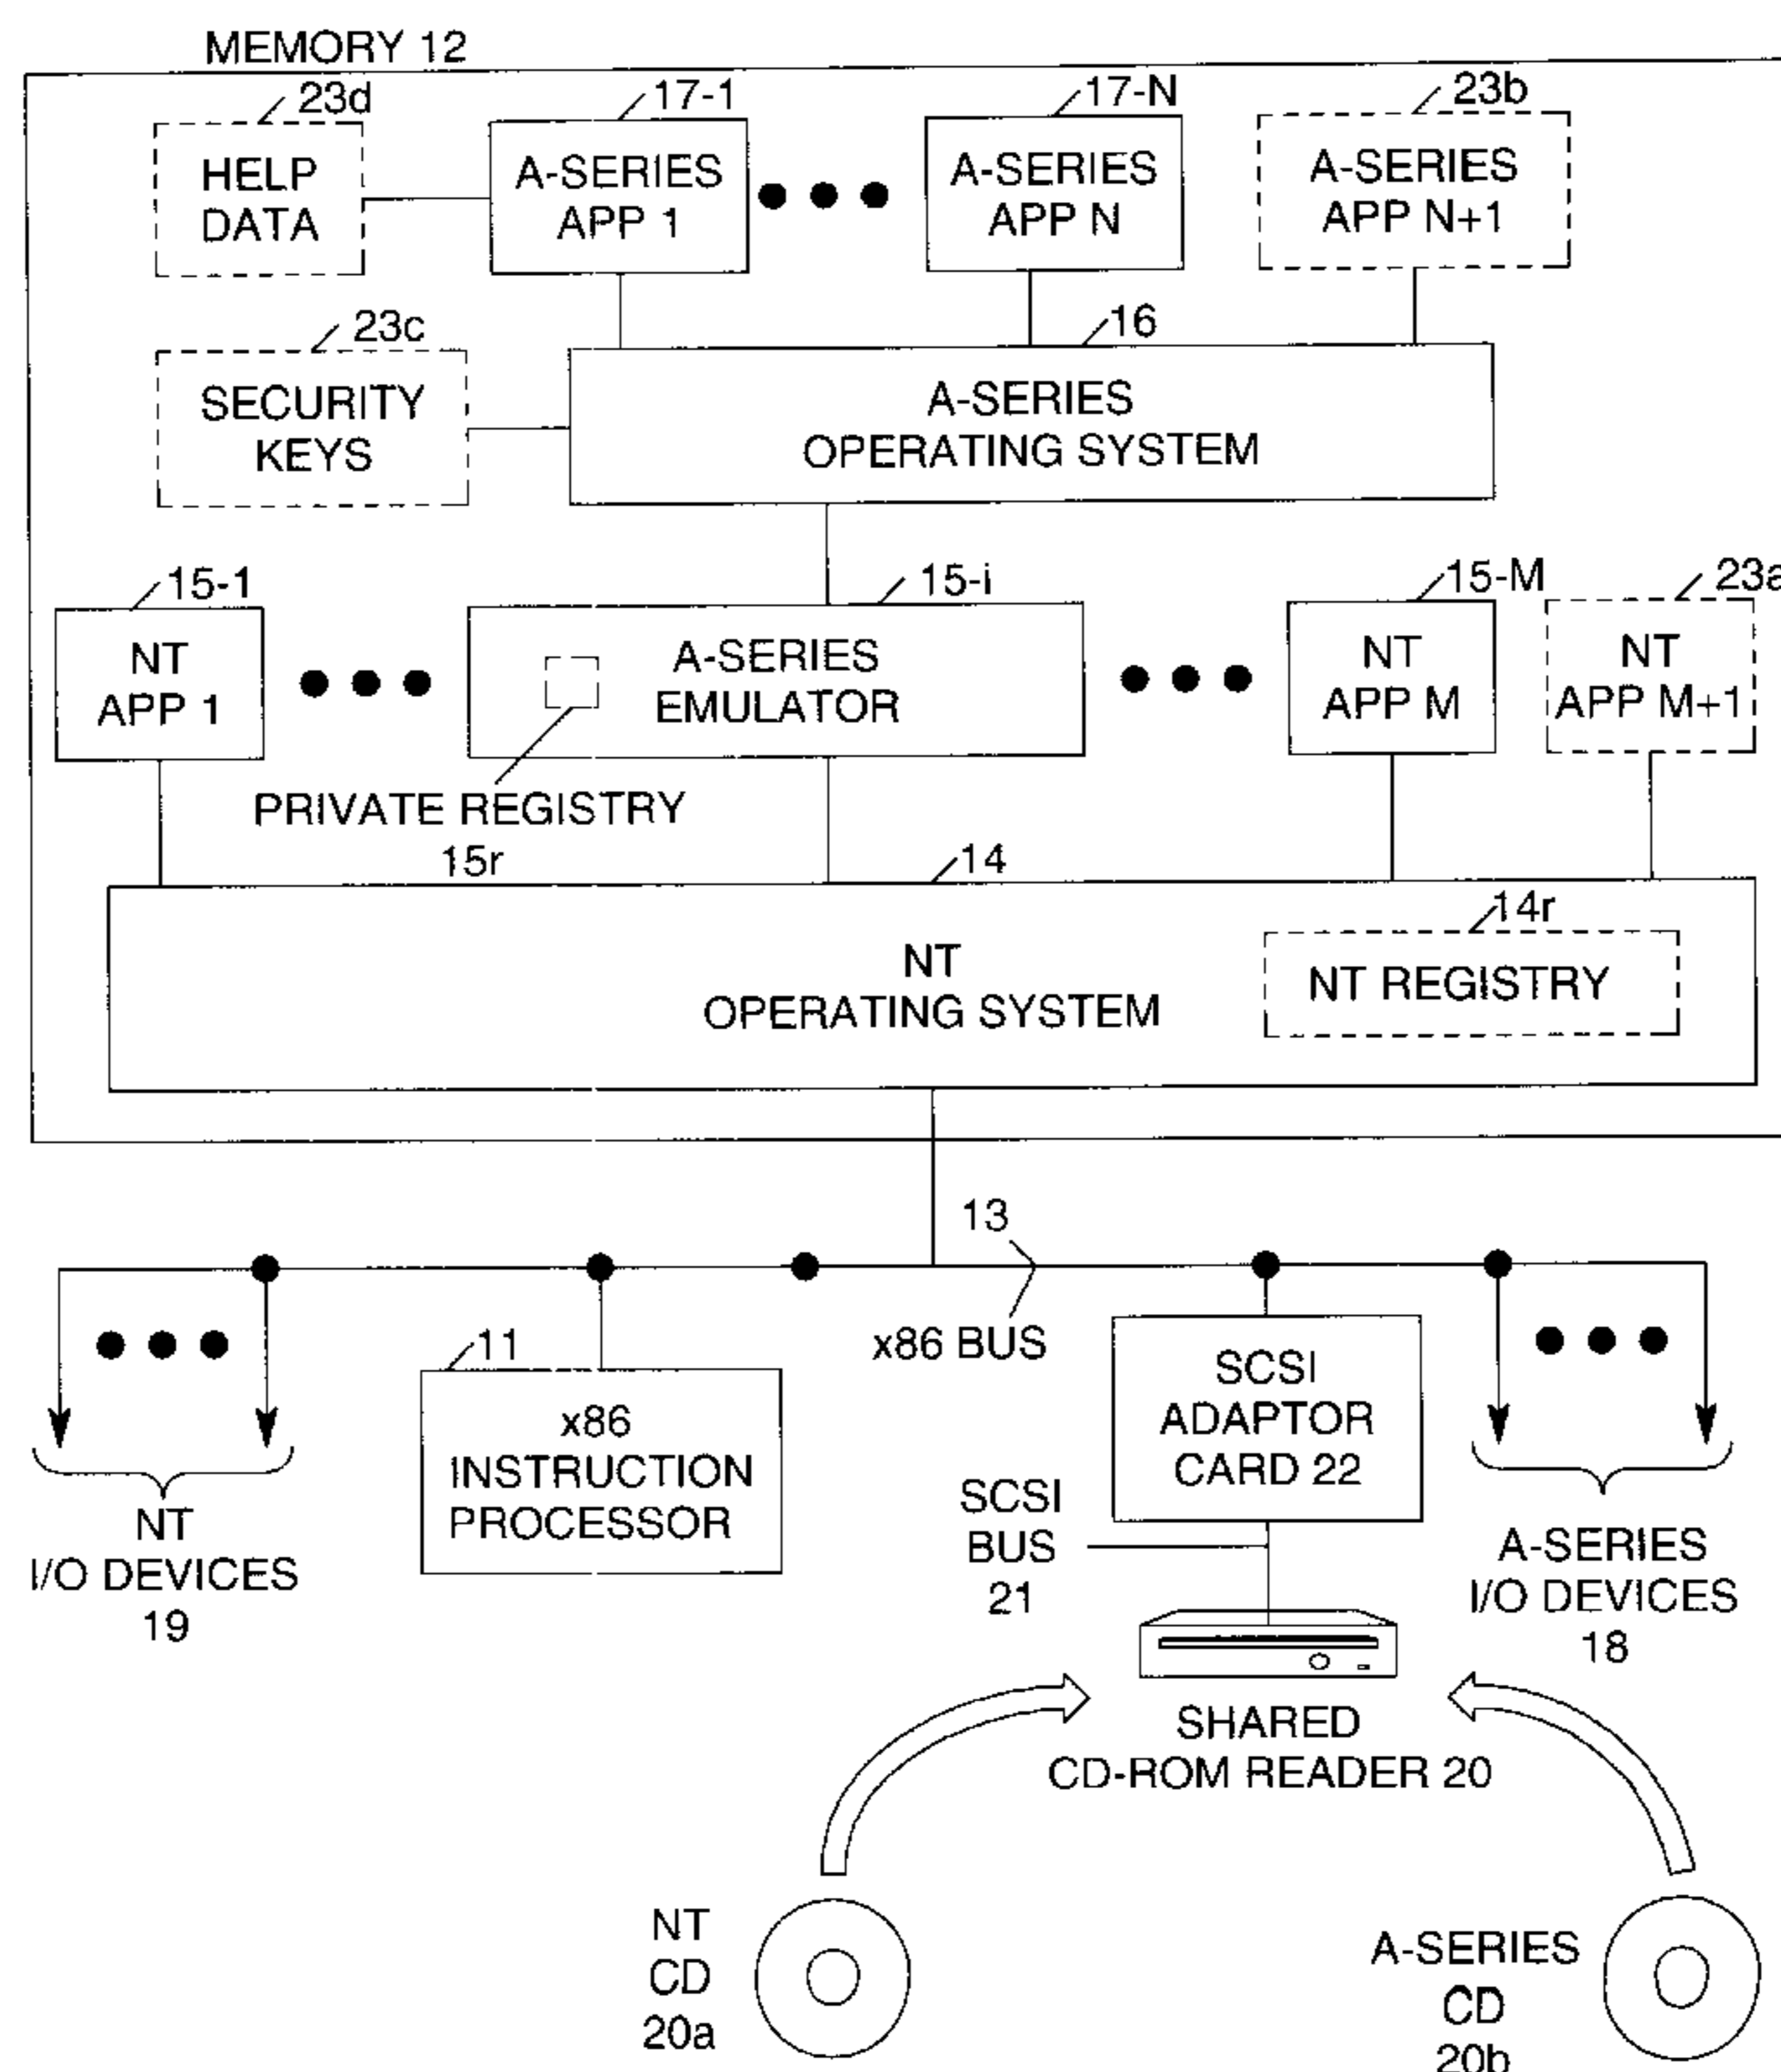 MEMORY 12
23d
17-1
17-N
23b
HELP
DATA
A-SERIES
APP 1
A-SERIES
APP N
A-SERIES
APP N+1
23c
16
SECURITY
KEYS
A-SERIES
OPERATING SYSTEM
15-1
15-i
15-M
23a
NT
APP 1
A-SERIES
EMULATOR
NT
APP M
NT
APP M+1
PRIVATE REGISTRY
15r
14
14r
NT
OPERATING SYSTEM
NT REGISTRY
13
x86 BUS
11
x86
INSTRUCTION
PROCESSOR
SCSI
ADAPTOR
CARD 22
SCSI
BUS
21
NT
I/O DEVICES
19
A-SERIES
I/O DEVICES
18
SHARED
CD-ROM READER 20
NT
CD
20a
A-SERIES
CD
20b